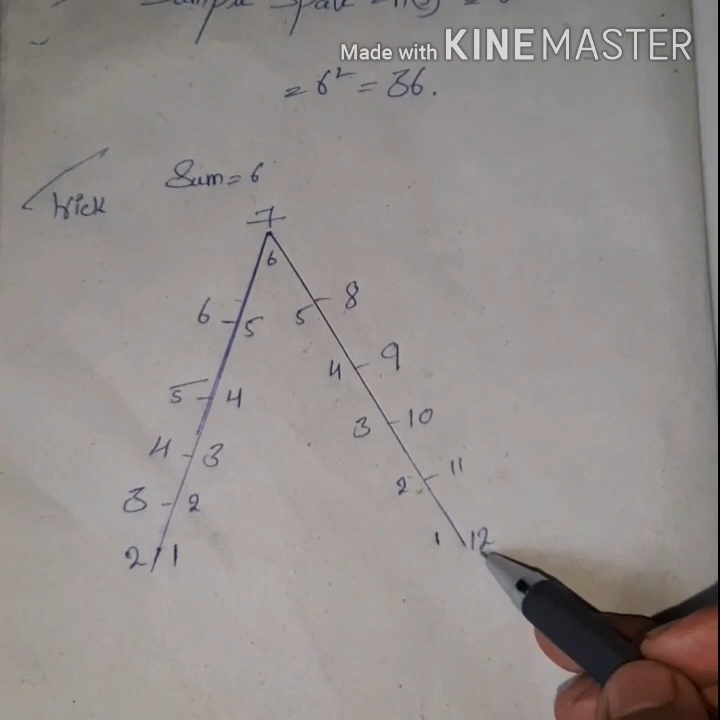 Made with KINEMASTER
= 6² = 36.
trick Sum = 6
7
6
6 5 5 8
5 4 4 9
4 3 3 10
3 2 2 11
2 1 1 12